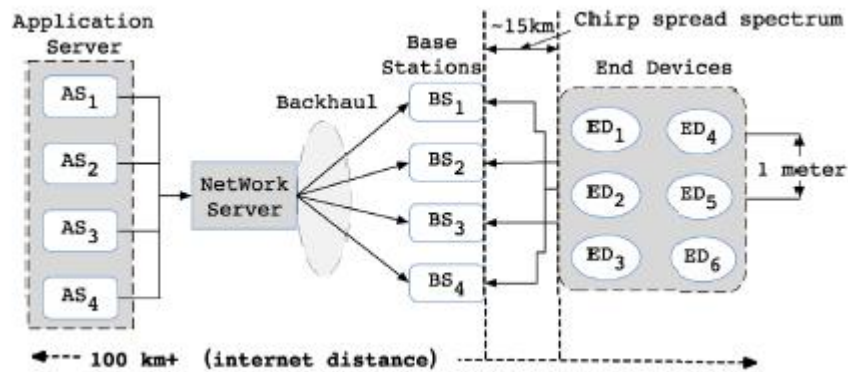 Application
Server
AS1
AS2
AS3
AS4
NetWork
Server
Backhaul
Base
Stations
BS1
BS2
BS3
BS4
~15km
Chirp spread spectrum
End Devices
ED1
ED2
ED3
ED4
ED5
ED6
1 meter
100 km+ (internet distance)